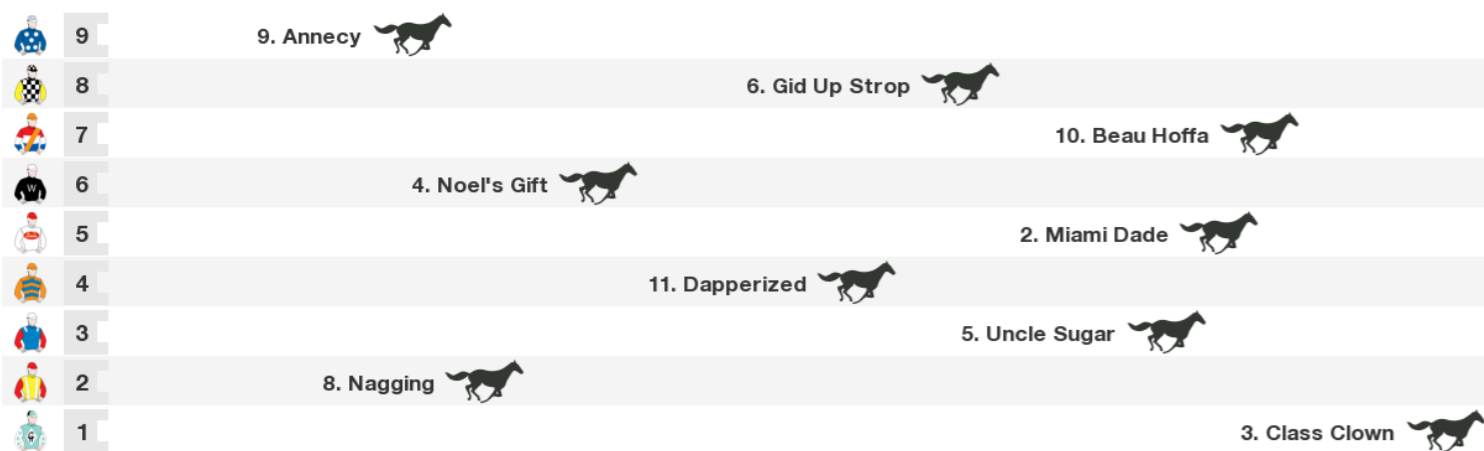 9 9. Annecy
8 6. Gid Up Strop
7 10. Beau Hoffa
W 6 4. Noel's Gift
5 2. Miami Dade
4 11. Dapperized
3 5. Uncle Sugar
2 8. Nagging
1 3. Class Clown